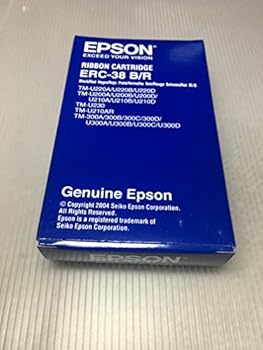 EPSON
EXCEED YOUR VISION
RIBBON CARTRIDGE
ERC-38 B/R
TM-U220A/U220B/U220D
TM-U200A/U200B/U200D/
U210A/U210B/U210D
TM-U230
TM-U210AR
TM-300A/300B/300C/300D/
U300A/U300B/U300C/U300D
Genuine Epson
© Copyright 2004 Seiko Epson Corporation.
All Rights Reserved.
Epson is a registered trademark of
Seiko Epson Corporation.
EPSON